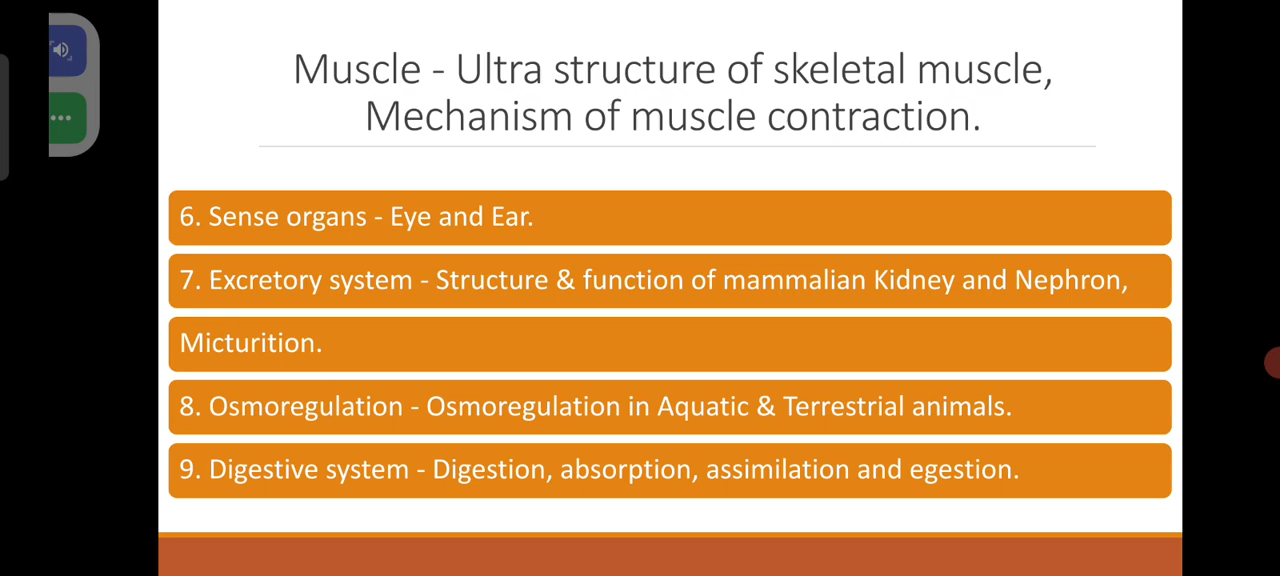 Muscle - Ultra structure of skeletal muscle,
Mechanism of muscle contraction.
6. Sense organs - Eye and Ear.
7. Excretory system - Structure & function of mammalian Kidney and Nephron,
Micturition.
8. Osmoregulation - Osmoregulation in Aquatic & Terrestrial animals.
9. Digestive system - Digestion, absorption, assimilation and egestion.